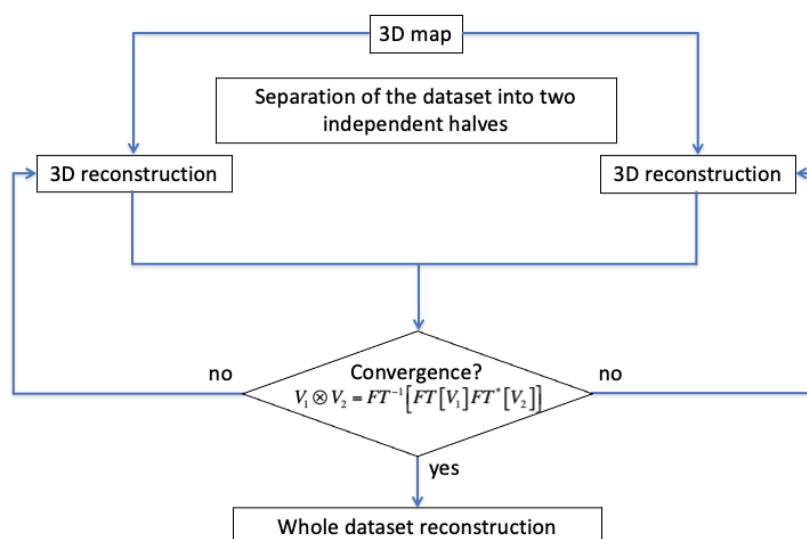 3D map
Separation of the dataset into two
independent halves
3D reconstruction
3D reconstruction
no
Convergence?
no
V₁ ⊗ V₂ = FT⁻¹[FT[V₁]FT*[V₂]]
yes
Whole dataset reconstruction